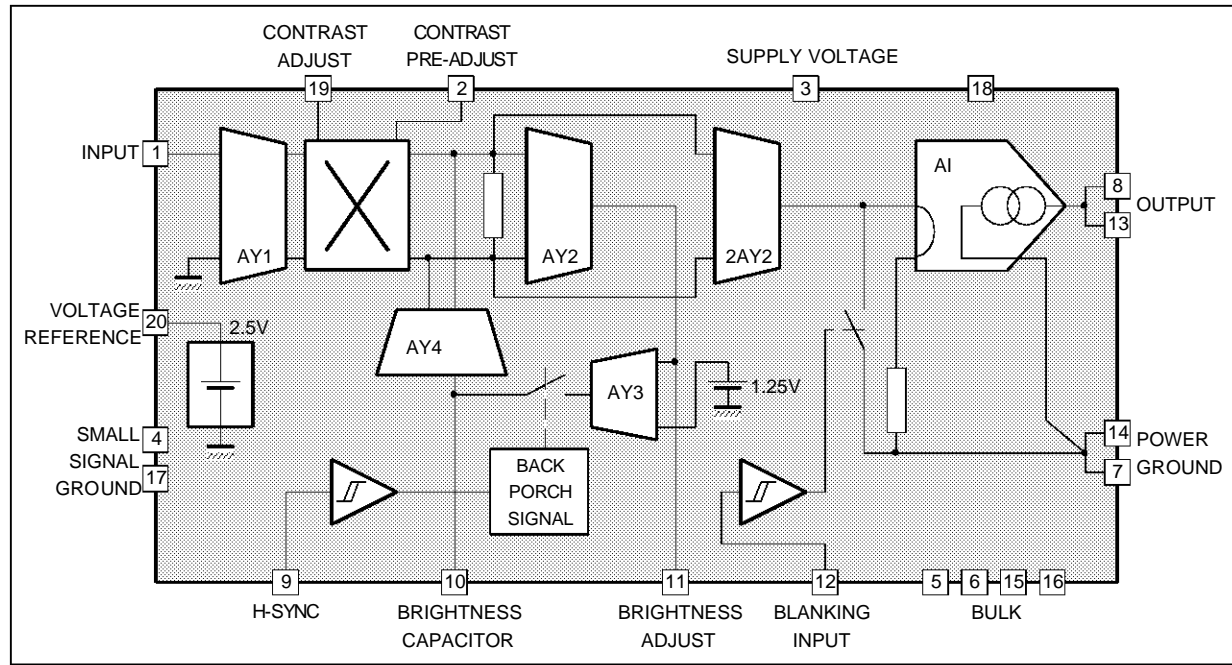 CONTRAST
ADJUST
CONTRAST
PRE-ADJUST
SUPPLY VOLTAGE
19
2
3
18
INPUT
1
AY1
AY2
2AY2
AI
8
OUTPUT
13
VOLTAGE
REFERENCE
20
2.5V
AY4
AY3
1.25V
SMALL
SIGNAL
GROUND
4
17
BACK
PORCH
SIGNAL
14
POWER
GROUND
7
9
10
11
12
5
6
15
16
H-SYNC
BRIGHTNESS
CAPACITOR
BRIGHTNESS
ADJUST
BLANKING
INPUT
BULK